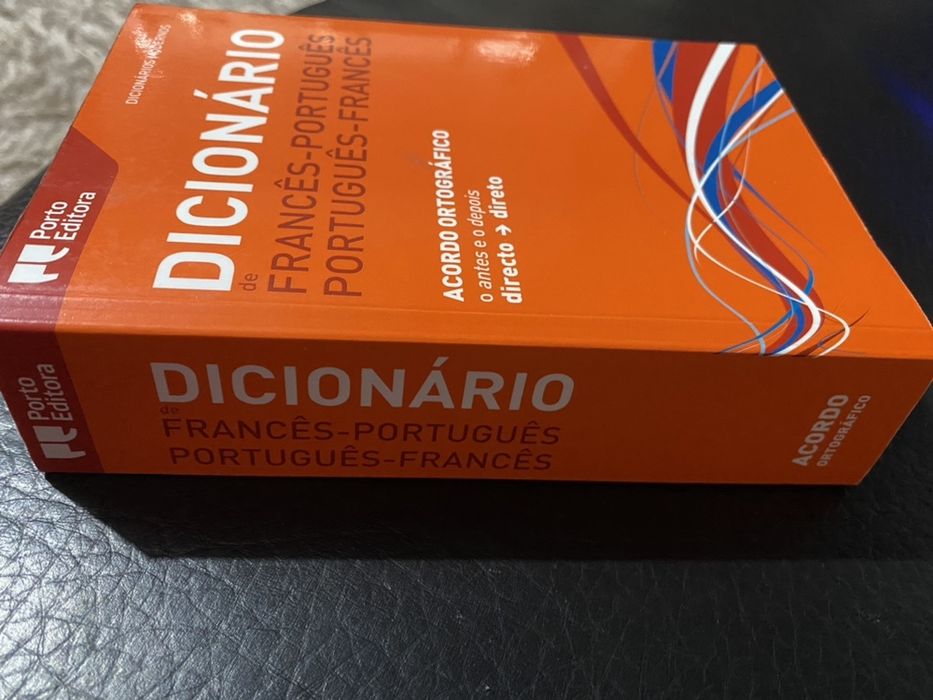 DICIONÁRIOS MODERNOS
DICIONÁRIO
de
FRANCÊS-PORTUGUÊS
PORTUGUÊS-FRANCÊS
ACORDO ORTOGRÁFICO
o antes e o depois
directo → direto
Porto
Editora
Porto
Editora
DICIONÁRIO
de
FRANCÊS-PORTUGUÊS
PORTUGUÊS-FRANCÊS
ACORDO
ORTOGRÁFICO